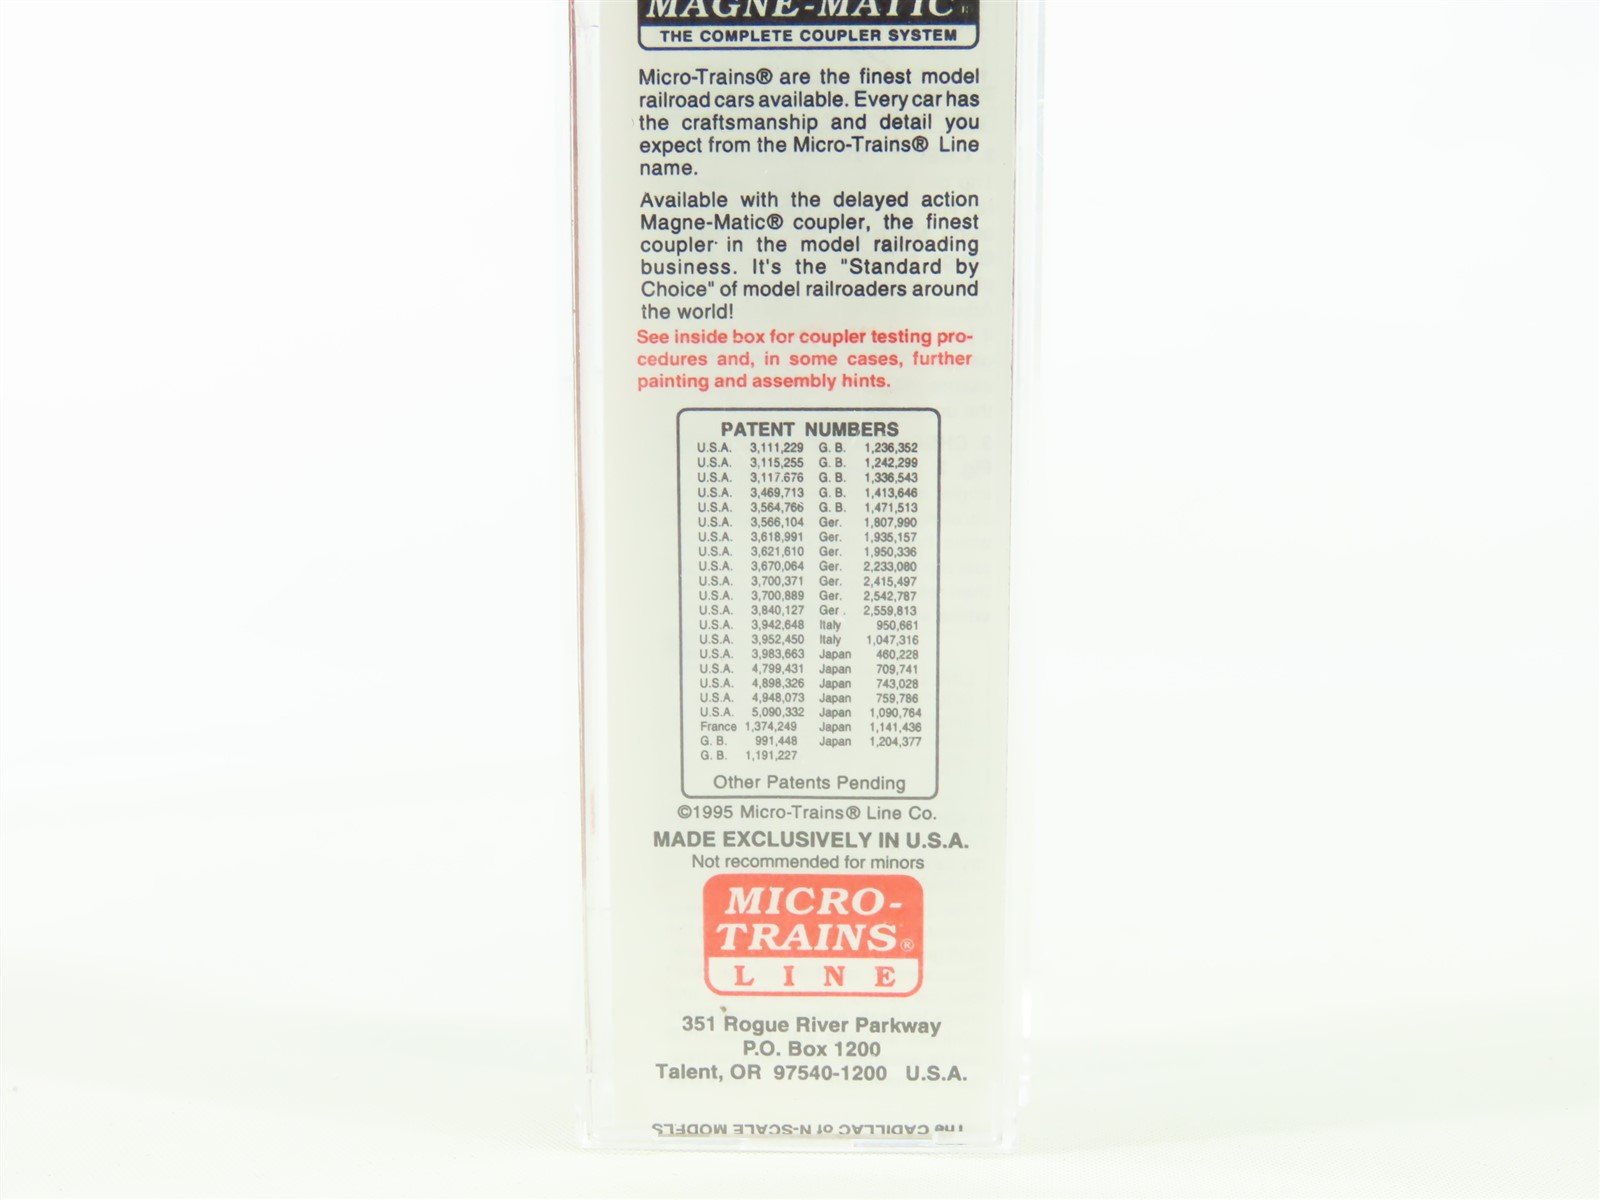 MAGNE-MATIC®
THE COMPLETE COUPLER SYSTEM
Micro-Trains® are the finest model
railroad cars available. Every car has
the craftsmanship and detail you
expect from the Micro-Trains® Line
name.
Available with the delayed action
Magne-Matic® coupler, the finest
coupler in the model railroading
business. It's the "Standard by
Choice" of model railroaders around
the world!
See inside box for coupler testing pro-
cedures and, in some cases, further
painting and assembly hints.
PATENT NUMBERS
U.S.A. 3,111,229 G. B. 1,236,352
U.S.A. 3,115,255 G. B. 1,242,299
U.S.A. 3,117.676 G. B. 1,336,543
U.S.A. 3,469,713 G. B. 1,413,646
U.S.A. 3,564,766 G. B. 1,471,513
U.S.A. 3,566,104 Ger. 1,807,990
U.S.A. 3,618,991 Ger. 1,935,157
U.S.A. 3,621,610 Ger. 1,950,336
U.S.A. 3,670,064 Ger. 2,233,080
U.S.A. 3,700,371 Ger. 2,415,497
U.S.A. 3,700,889 Ger. 2,542,787
U.S.A. 3,840,127 Ger . 2,559,813
U.S.A. 3,942,648 Italy 950,661
U.S.A. 3,952,450 Italy 1,047,316
U.S.A. 3,983,663 Japan 460,228
U.S.A. 4,799,431 Japan 709,741
U.S.A. 4,898,326 Japan 743,028
U.S.A. 4,948,073 Japan 759,786
U.S.A. 5,090,332 Japan 1,090,764
France 1,374,249 Japan 1,141,436
G. B. 991,448 Japan 1,204,377
G. B. 1,191,227
Other Patents Pending
©1995 Micro-Trains® Line Co.
MADE EXCLUSIVELY IN U.S.A.
Not recommended for minors
MICRO-
TRAINS®
LINE
351 Rogue River Parkway
P.O. Box 1200
Talent, OR 97540-1200 U.S.A.
The CADILLAC of N-SCALE MODELS